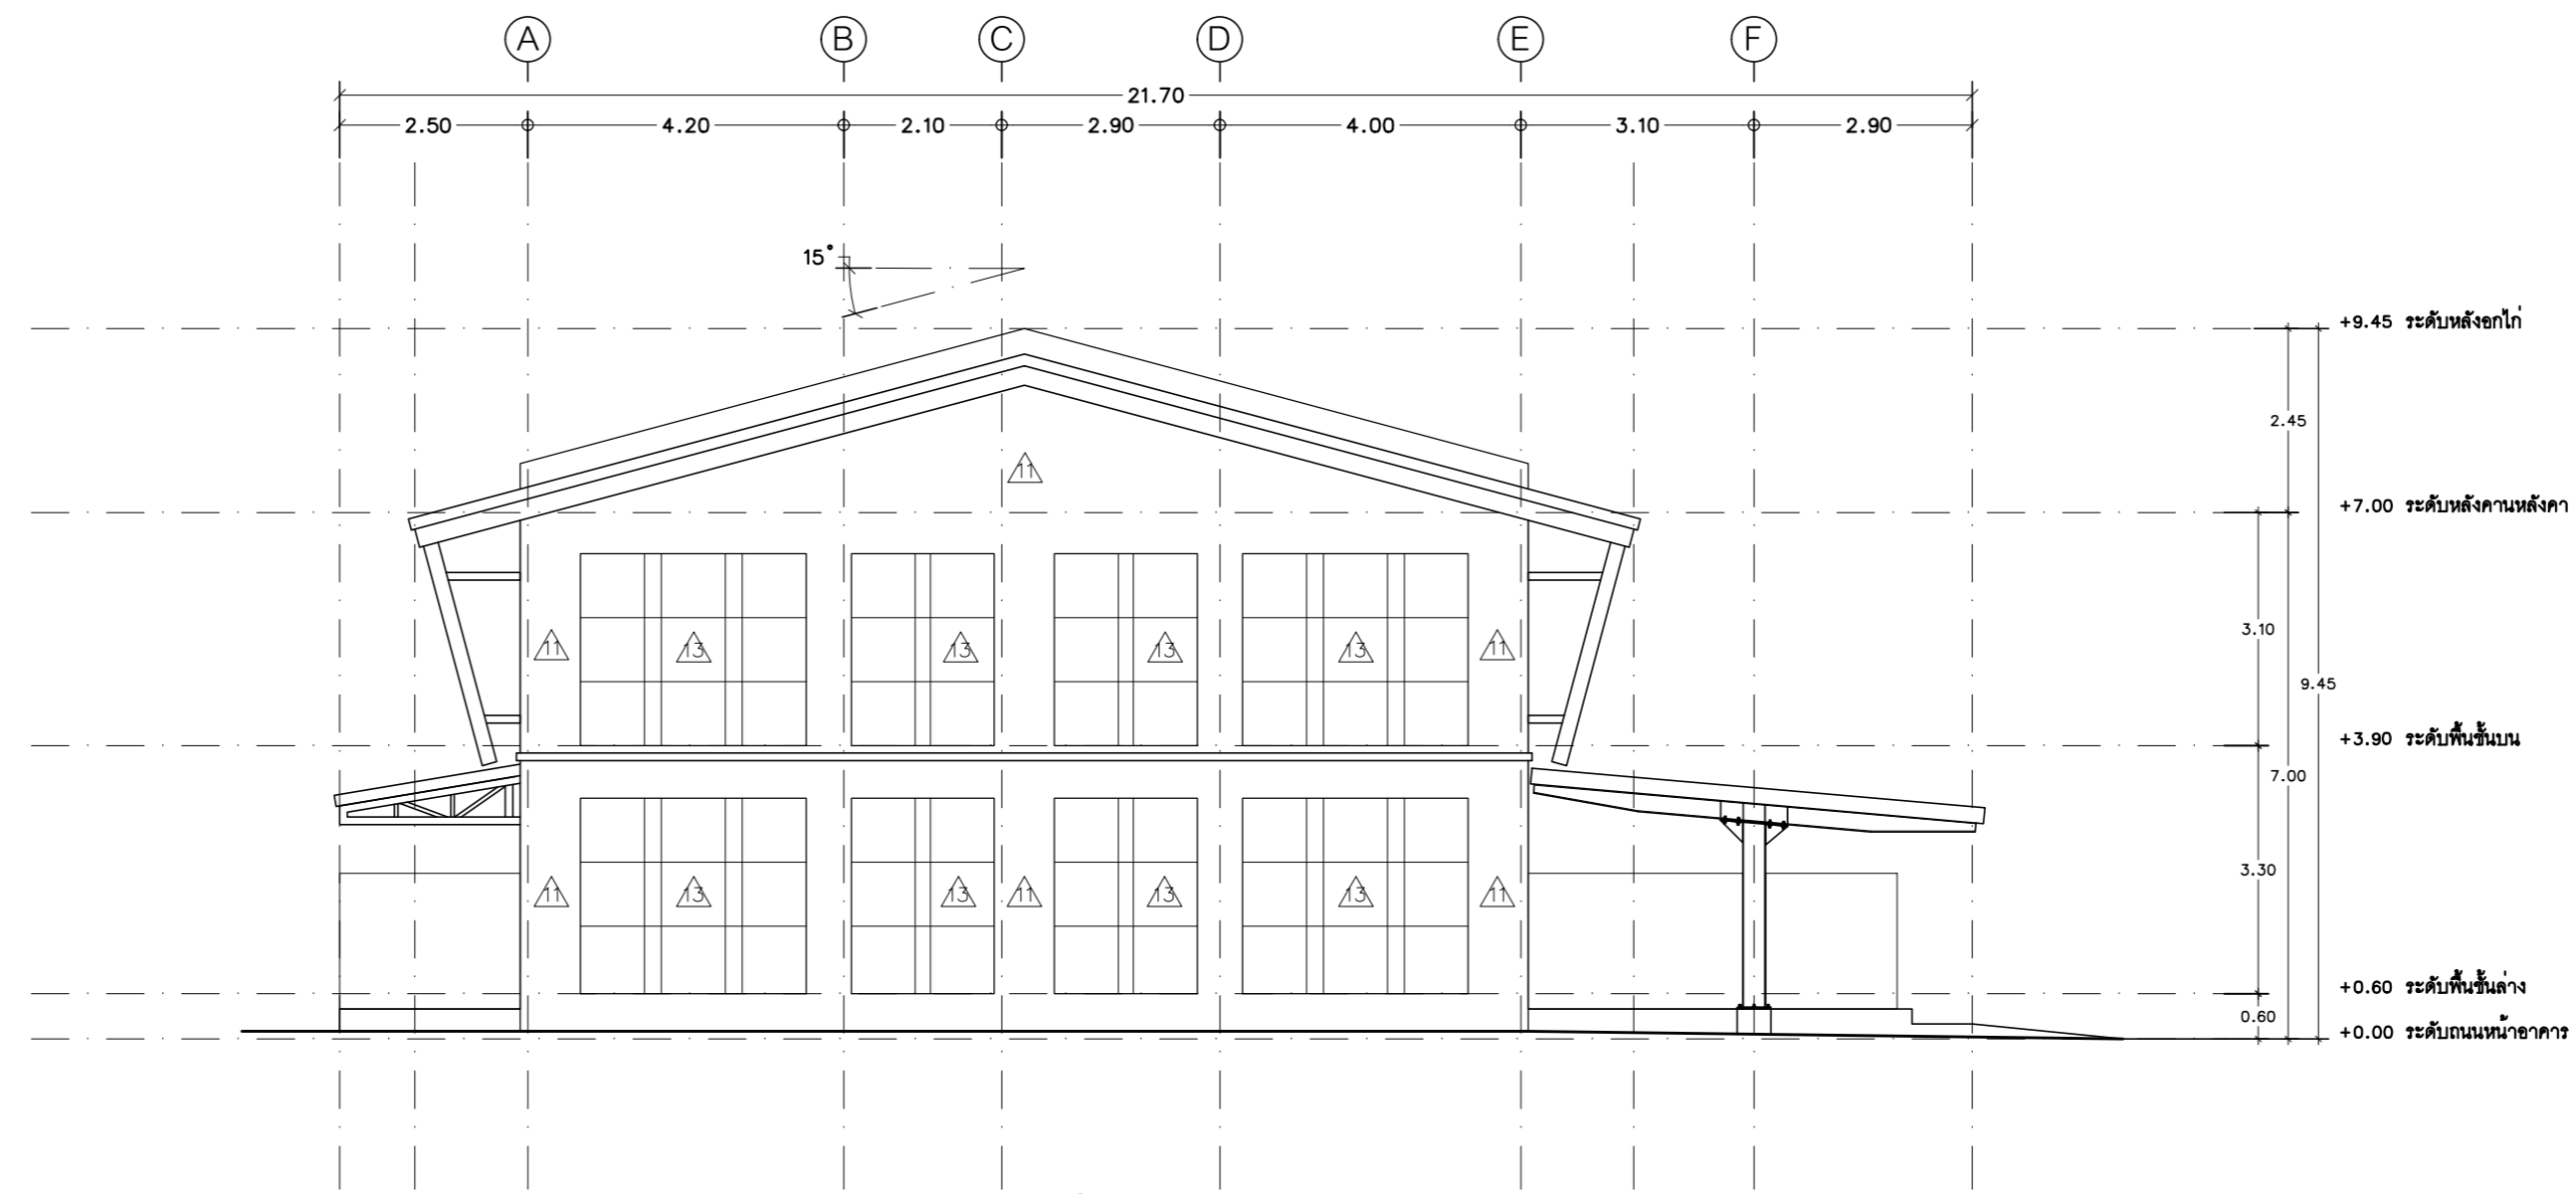 A B C D E F
21.70
2.50 4.20 2.10 2.90 4.00 3.10 2.90
15°
+9.45 ระดับหลังอกไก่
2.45
11
+7.00 ระดับหลังคานหลังคา
3.10
11 13 13 13 13 11
9.45
+3.90 ระดับพื้นชั้นบน
7.00
3.30
11 13 13 11 13 13 11
+0.60 ระดับพื้นชั้นล่าง
0.60
+0.00 ระดับถนนหน้าอาคาร